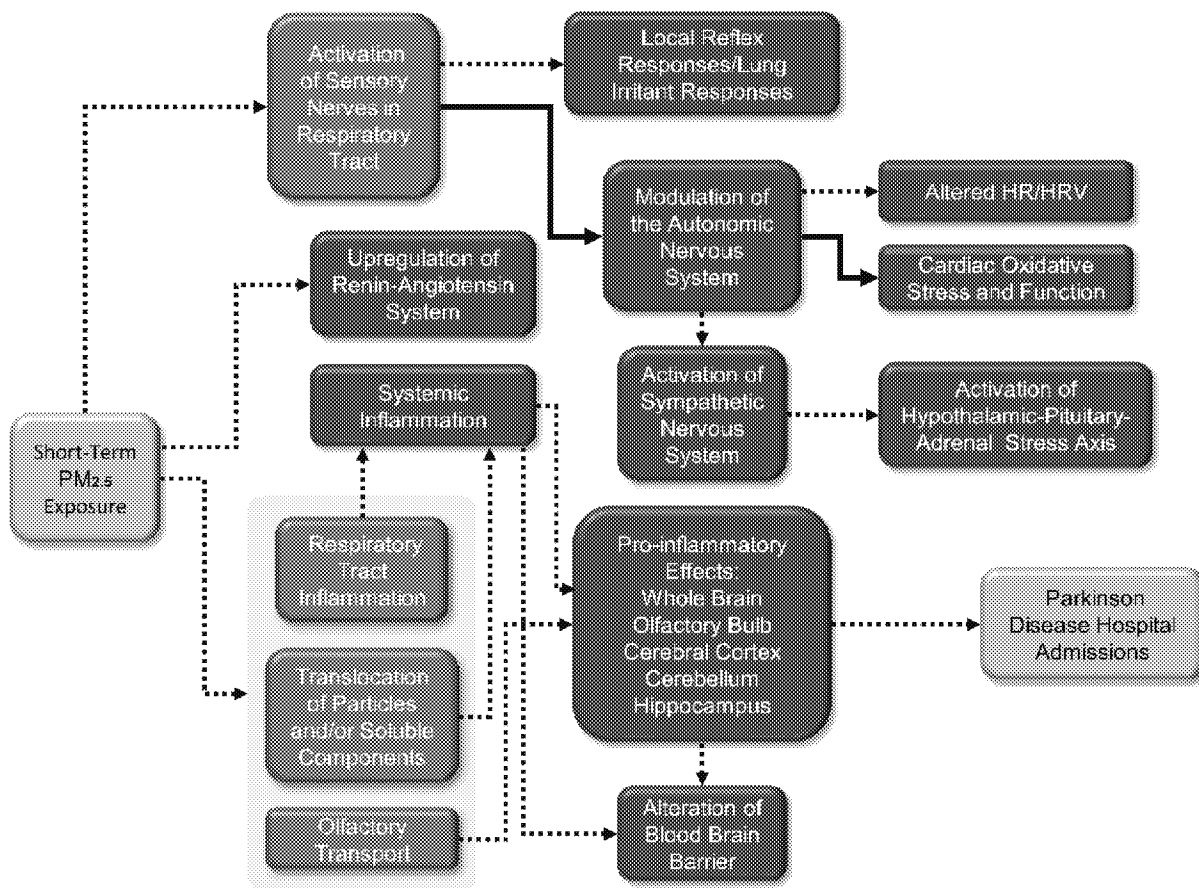 Activation
of Sensory
Nerves in
Respiratory
Tract
Local Reflex
Responses/Lung
Irritant Responses
Modulation of
the Autonomic
Nervous
System
Altered HR/HRV
Cardiac Oxidative
Stress and Function
Upregulation of
Renin-Angiotensin
System
Systemic
Inflammation
Activation of
Sympathetic
Nervous
System
Activation of
Hypothalamic-Pituitary-
Adrenal Stress Axis
Short-Term
PM2.5
Exposure
Respiratory
Tract
Inflammation
Translocation
of Particles
and/or Soluble
Components
Olfactory
Transport
Pro-inflammatory
Effects:
Whole Brain
Olfactory Bulb
Cerebral Cortex
Cerebellum
Hippocampus
Parkinson
Disease Hospital
Admissions
Alteration of
Blood Brain
Barrier